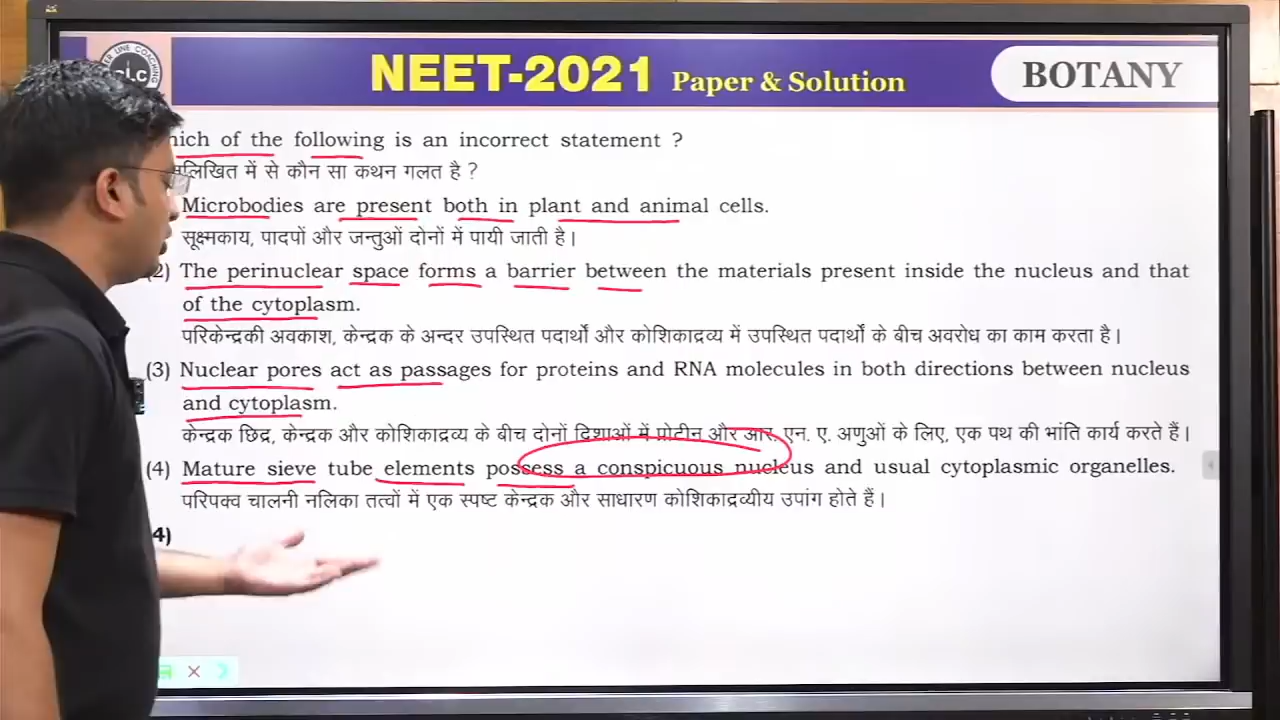 LINE COACHING
NEET-2021 Paper & Solution
BOTANY
of the following is an incorrect statement ?
में से कौन सा कथन गलत है ?
Microbodies are present both in plant and animal cells.
सूक्ष्मकाय, पादपों और जन्तुओं दोनों में पायी जाती है।
2) The perinuclear space forms a barrier between the materials present inside the nucleus and that
of the cytoplasm.
परिकेन्द्रकी अवकाश, केन्द्रक के अन्दर उपस्थित पदार्थों और कोशिकाद्रव्य में उपस्थित पदार्थों के बीच अवरोध का काम करता है।
(3) Nuclear pores act as passages for proteins and RNA molecules in both directions between nucleus
and cytoplasm.
केन्द्रक छिद्र, केन्द्रक और कोशिकाद्रव्य के बीच दोनों दिशाओं में प्रोटीन और आर. एन. ए. अणुओं के लिए, एक पथ की भांति कार्य करते हैं।
(4) Mature sieve tube elements possess a conspicuous nucleus and usual cytoplasmic organelles.
परिपक्व चालनी नलिका तत्वों में एक स्पष्ट केन्द्रक और साधारण कोशिकाद्रव्यीय उपांग होते हैं।
4)